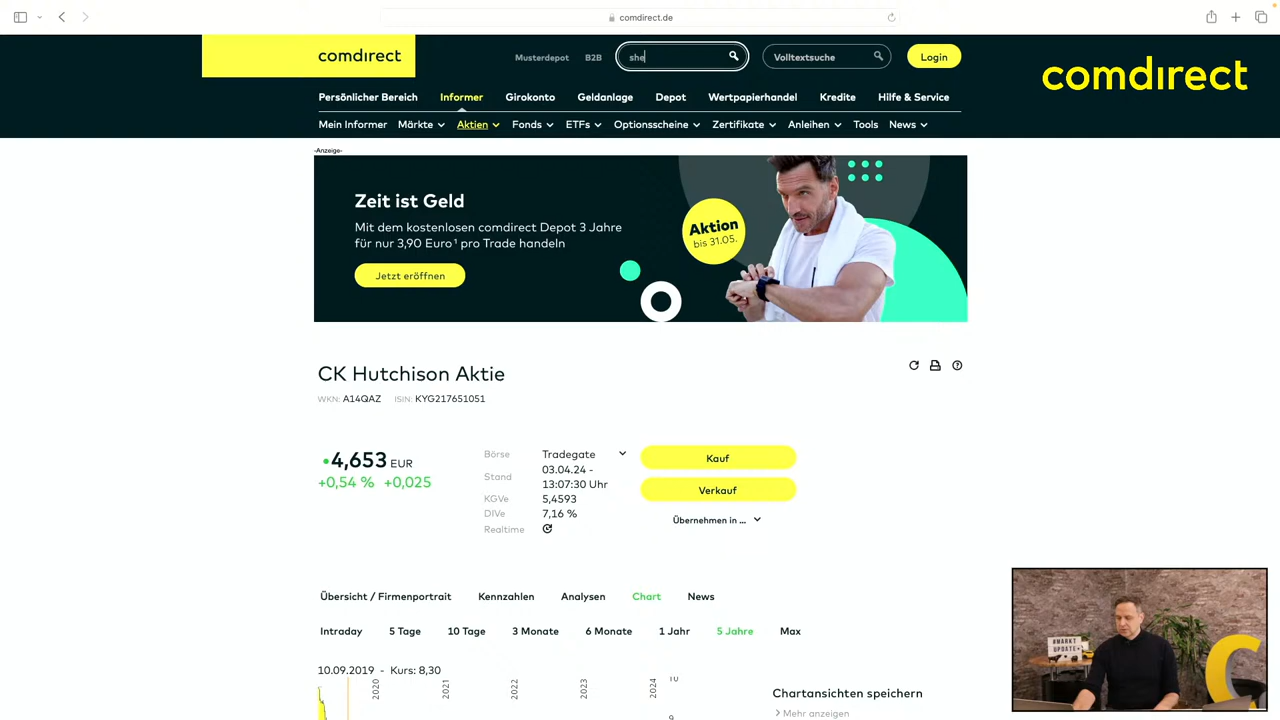 comdirect.de
comdirect
Musterdepot B2B she Volltextsuche Login
comdirect
Persönlicher Bereich Informer Girokonto Geldanlage Depot Wertpapierhandel Kredite Hilfe & Service
Mein Informer Märkte Aktien Fonds ETFs Optionsscheine Zertifikate Anleihen Tools News
-Anzeige-
Zeit ist Geld
Mit dem kostenlosen comdirect Depot 3 Jahre
für nur 3,90 Euro¹ pro Trade handeln
Jetzt eröffnen
Aktion
bis 31.05.
CK Hutchison Aktie
WKN: A14QAZ ISIN: KYG217651051
4,653 EUR
+0,54 % +0,025
Börse Tradegate
Stand 03.04.24 -
13:07:30 Uhr
KGVe 5,4593
DIVe 7,16 %
Realtime
Kauf
Verkauf
Übernehmen in ...
Übersicht / Firmenportrait Kennzahlen Analysen Chart News
Intraday 5 Tage 10 Tage 3 Monate 6 Monate 1 Jahr 5 Jahre Max
10.09.2019 - Kurs: 8,30
2020 2021 2022 2023 2024
10
9
Chartansichten speichern
Mehr anzeigen
#MARKT
UPDATE